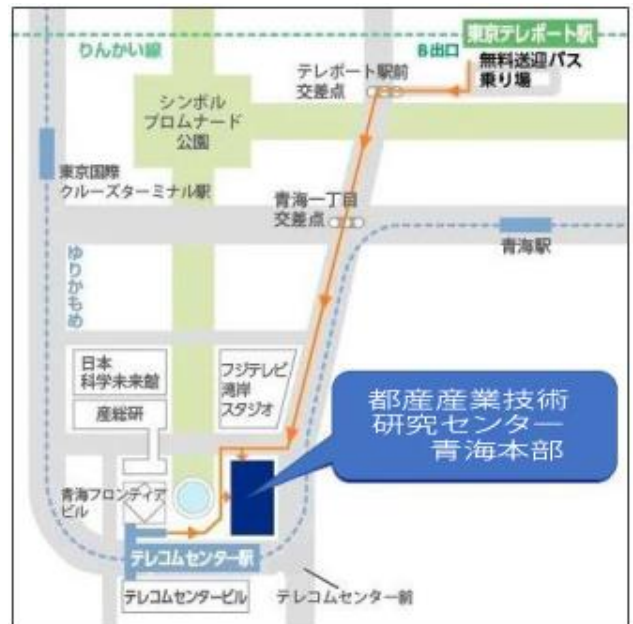 東京テレポート駅
りんかい線
B出口
無料送迎バス
乗り場
テレポート駅前
交差点
シンボル
プロムナード
公園
東京国際
クルーズターミナル駅
青海一丁目
交差点
青海駅
ゆりかもめ
日本
科学未来館
フジテレビ
湾岸
スタジオ
産総研
都産産業技術
研究センター
青海本部
青海フロンティア
ビル
テレコムセンター駅
テレコムセンタービル
テレコムセンター前